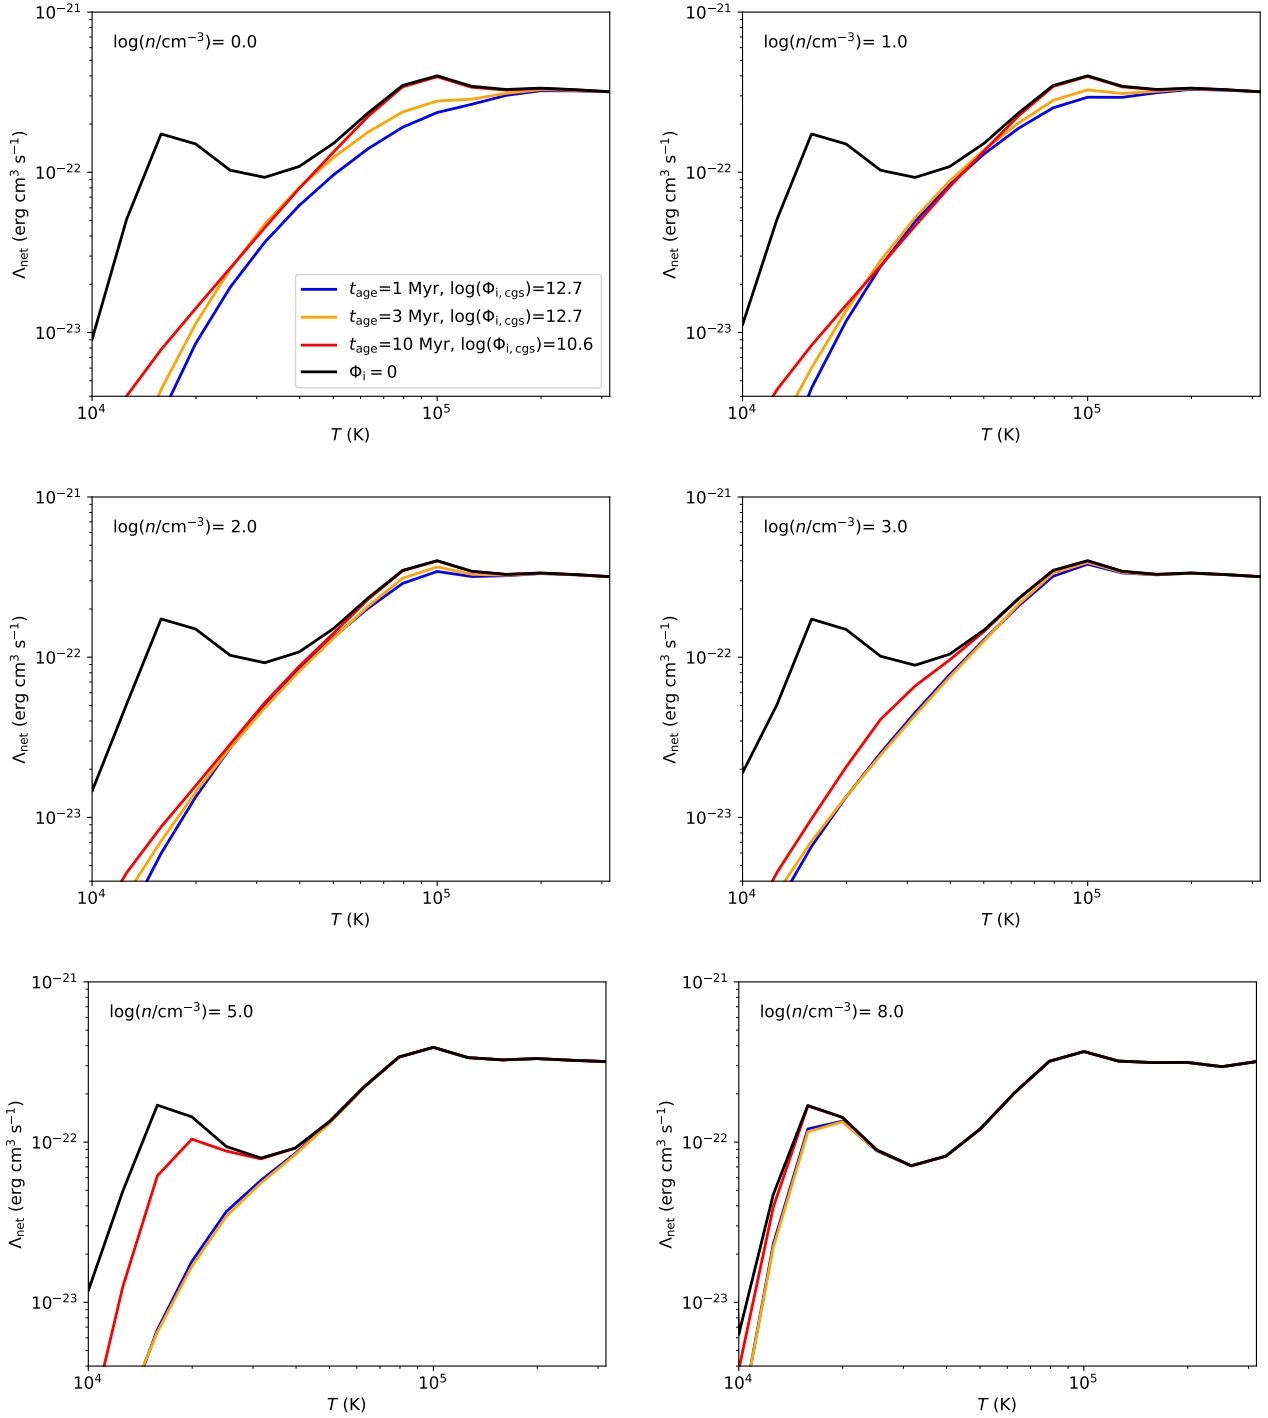 log(n/cm⁻³)= 0.0
10⁻²¹
10⁻²²
10⁻²³
Λnet (erg cm³ s⁻¹)
tage=1 Myr, log(Φi,cgs)=12.7
tage=3 Myr, log(Φi,cgs)=12.7
tage=10 Myr, log(Φi,cgs)=10.6
Φi = 0
10⁴
10⁵
T (K)
log(n/cm⁻³)= 1.0
10⁻²¹
10⁻²²
10⁻²³
Λnet (erg cm³ s⁻¹)
10⁴
10⁵
T (K)
log(n/cm⁻³)= 2.0
10⁻²¹
10⁻²²
10⁻²³
Λnet (erg cm³ s⁻¹)
10⁴
10⁵
T (K)
log(n/cm⁻³)= 3.0
10⁻²¹
10⁻²²
10⁻²³
Λnet (erg cm³ s⁻¹)
10⁴
10⁵
T (K)
log(n/cm⁻³)= 5.0
10⁻²¹
10⁻²²
10⁻²³
Λnet (erg cm³ s⁻¹)
10⁴
10⁵
T (K)
log(n/cm⁻³)= 8.0
10⁻²¹
10⁻²²
10⁻²³
Λnet (erg cm³ s⁻¹)
10⁴
10⁵
T (K)